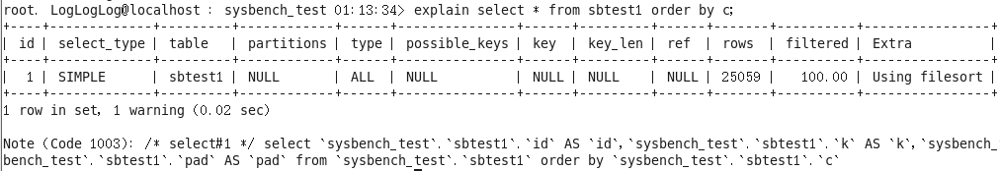 root. LogLogLog@localhost : sysbench_test 01:13:34> explain select * from sbtest1 order by c;
+----+-------------+---------+------------+------+---------------+------+---------+------+-------+----------+----------------+
| id | select_type | table | partitions | type | possible_keys | key | key_len | ref | rows | filtered | Extra |
+----+-------------+---------+------------+------+---------------+------+---------+------+-------+----------+----------------+
| 1 | SIMPLE | sbtest1 | NULL | ALL | NULL | NULL | NULL | NULL | 25059 | 100.00 | Using filesort |
+----+-------------+---------+------------+------+---------------+------+---------+------+-------+----------+----------------+
1 row in set, 1 warning (0.02 sec)
Note (Code 1003): /* select#1 */ select `sysbench_test`.`sbtest1`.`id` AS `id`,`sysbench_test`.`sbtest1`.`k` AS `k`,`sysbench_
bench_test`.`sbtest1`.`pad` AS `pad` from `sysbench_test`.`sbtest1` order by `sysbench_test`.`sbtest1`.`c`